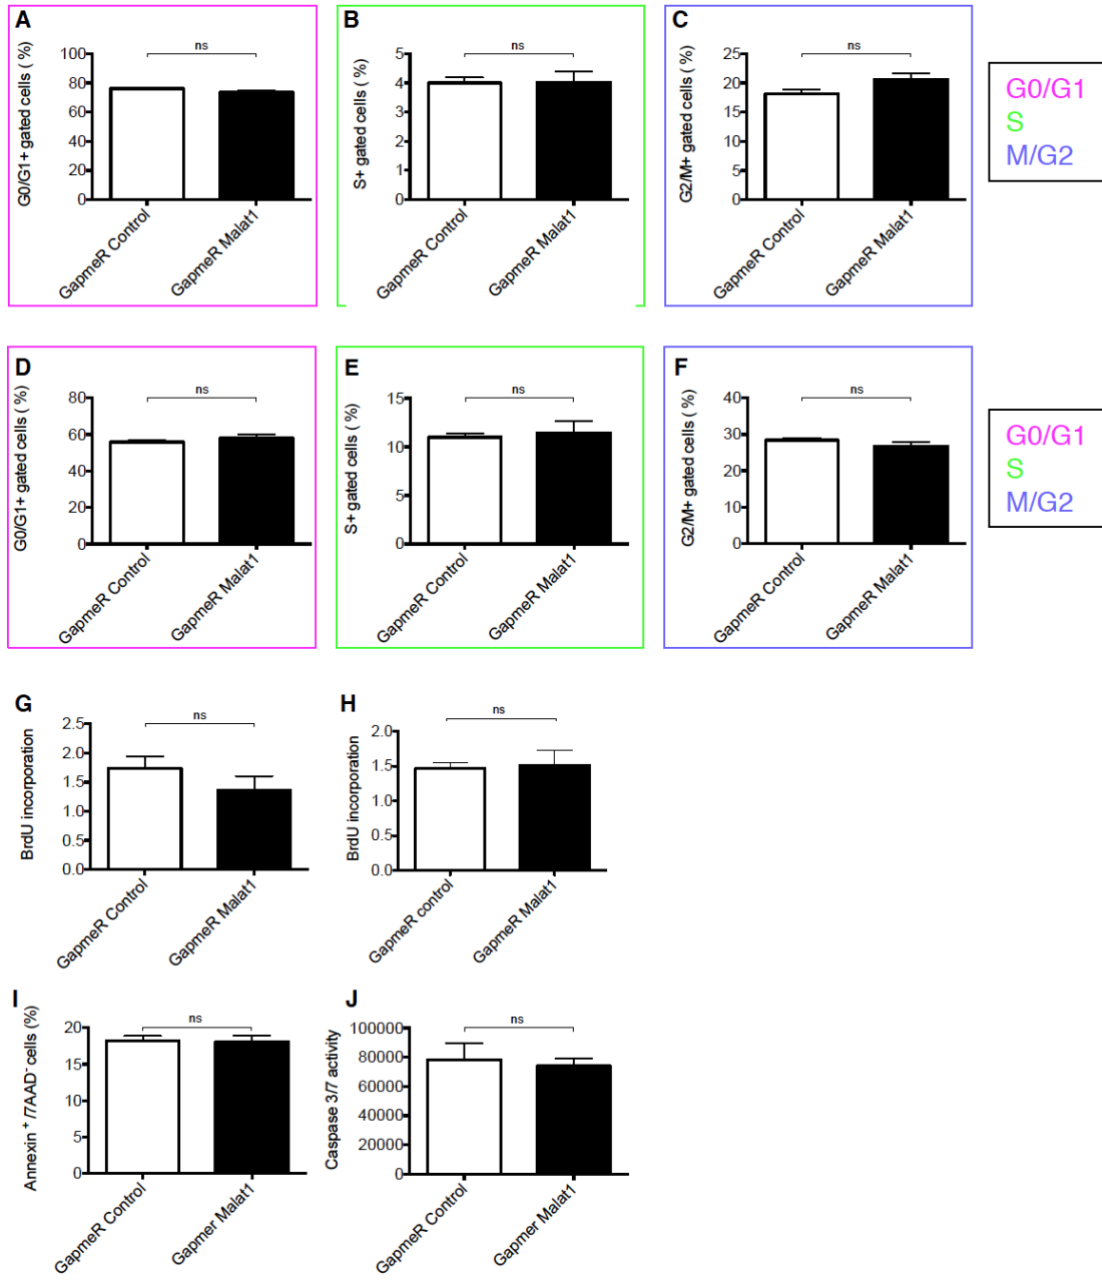 A
G0/G1+ gated cells ( %)
100
80
60
40
20
0
ns
GapmeR Control
GapmeR Malat1
B
S+ gated cells ( %)
5
4
3
2
1
0
ns
GapmeR Control
GapmeR Malat1
C
G2/M+ gated cells ( %)
25
20
15
10
5
0
ns
GapmeR Control
GapmeR Malat1
G0/G1
S
M/G2
D
G0/G1+ gated cells ( %)
80
60
40
20
0
ns
GapmeR Control
GapmeR Malat1
E
S+ gated cells ( %)
15
10
5
0
ns
GapmeR Control
GapmeR Malat1
F
G2/M+ gated cells ( %)
40
30
20
10
0
ns
GapmeR Control
GapmeR Malat1
G0/G1
S
M/G2
G
BrdU incorporation
2.5
2.0
1.5
1.0
0.5
0.0
ns
GapmeR Control
GapmeR Malat1
H
BrdU incorporation
2.0
1.5
1.0
0.5
0.0
ns
GapmeR control
GapmeR Malat1
I
Annexin⁺/7AAD⁻ cells (%)
20
15
10
5
0
ns
GapmeR Control
Gapmer Malat1
J
Caspase 3/7 activity
100000
80000
60000
40000
20000
0
ns
GapmeR Control
Gapmer Malat1